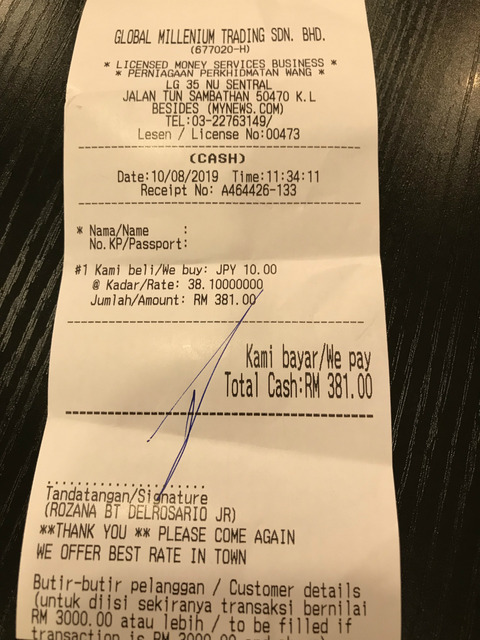 GLOBAL MILLENIUM TRADING SDN. BHD.
(677020-H)
* LICENSED MONEY SERVICES BUSINESS *
* PERNIAGAAN PERKHIDMATAN WANG *
LG 35 NU SENTRAL
JALAN TUN SAMBATHAN 50470 K.L
BESIDES (MYNEWS.COM)
TEL:03-22763149/
Lesen / License No:00473
(CASH)
Date:10/08/2019 Time:11:34:11
Receipt No: A464426-133
* Nama/Name :
No.KP/Passport:
#1 Kami beli/We buy: JPY 10.00
@ Kadar/Rate: 38.10000000
Jumlah/Amount: RM 381.00
Kami bayar/We pay
Total Cash:RM 381.00
Tandatangan/Signature
(ROZANA BT DELROSARIO JR)
**THANK YOU ** PLEASE COME AGAIN
WE OFFER BEST RATE IN TOWN
Butir-butir pelanggan / Customer details
(untuk diisi sekiranya transaksi bernilai
RM 3000.00 atau lebih / to be filled if
transaction is RM 3000.00